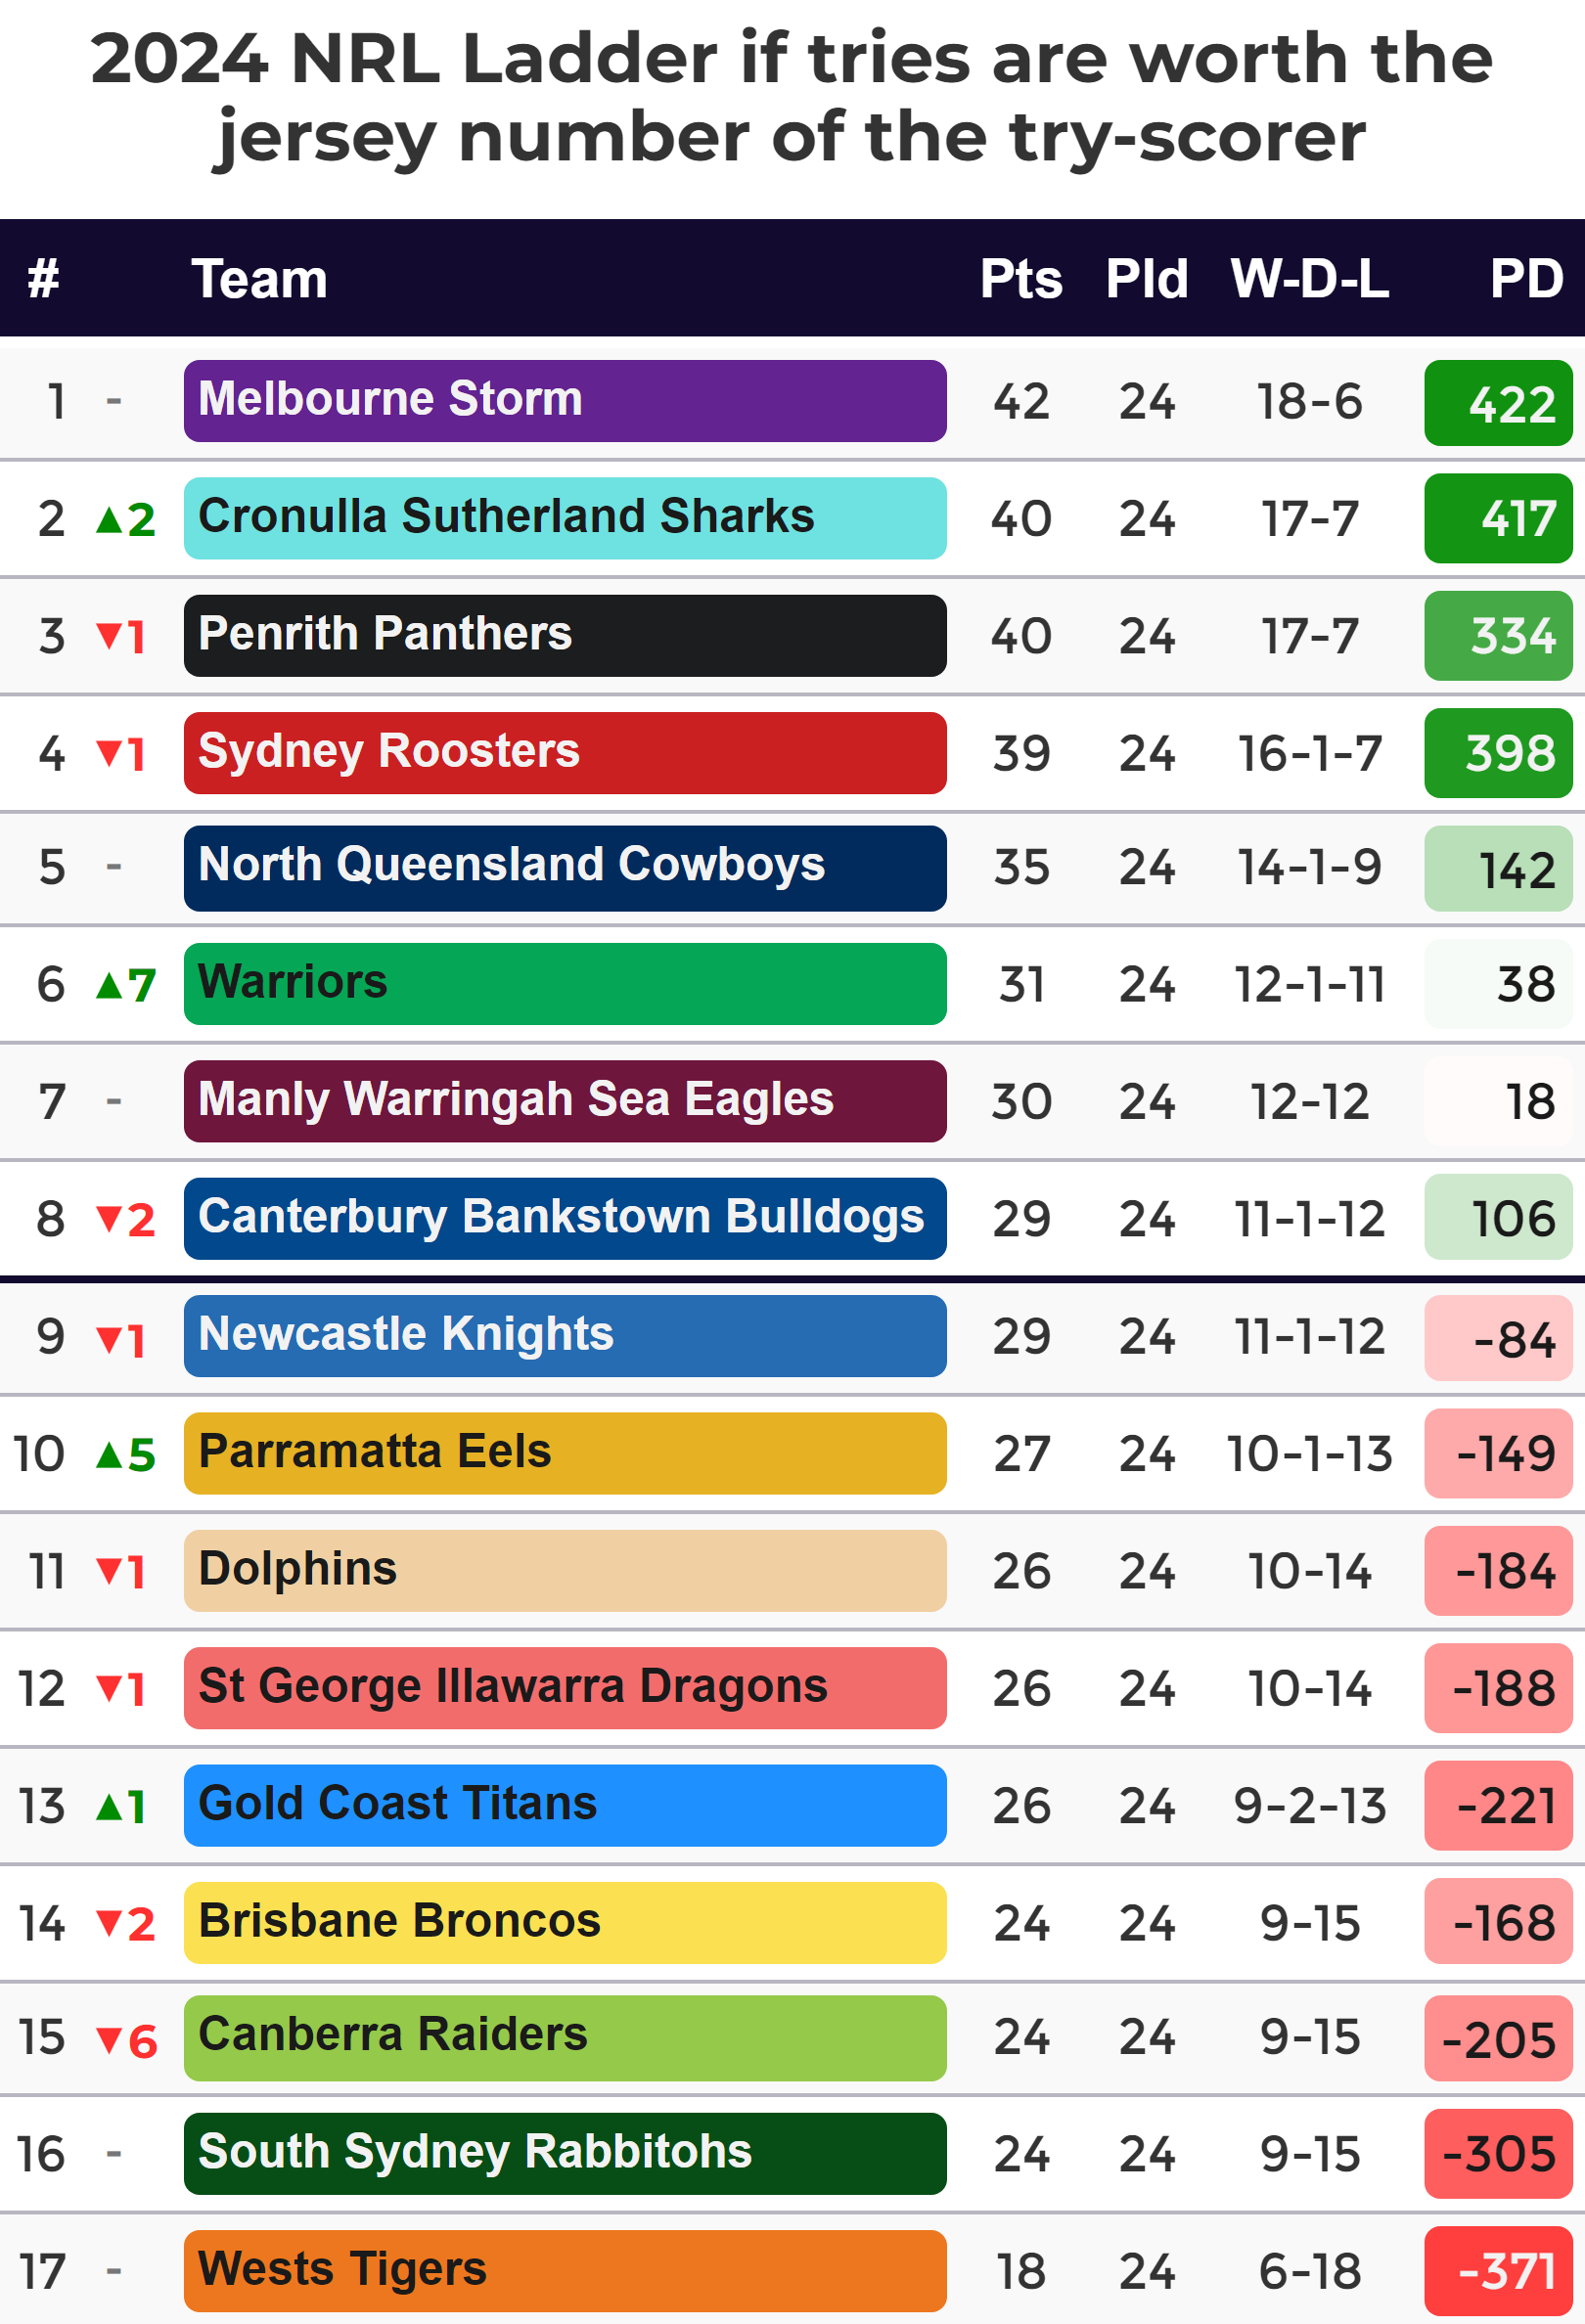 2024 NRL Ladder if tries are worth the
jersey number of the try-scorer
# Team Pts Pld W-D-L PD
1 - Melbourne Storm 42 24 18-6 422
2 ▲2 Cronulla Sutherland Sharks 40 24 17-7 417
3 ▼1 Penrith Panthers 40 24 17-7 334
4 ▼1 Sydney Roosters 39 24 16-1-7 398
5 - North Queensland Cowboys 35 24 14-1-9 142
6 ▲7 Warriors 31 24 12-1-11 38
7 - Manly Warringah Sea Eagles 30 24 12-12 18
8 ▼2 Canterbury Bankstown Bulldogs 29 24 11-1-12 106
9 ▼1 Newcastle Knights 29 24 11-1-12 -84
10 ▲5 Parramatta Eels 27 24 10-1-13 -149
11 ▼1 Dolphins 26 24 10-14 -184
12 ▼1 St George Illawarra Dragons 26 24 10-14 -188
13 ▲1 Gold Coast Titans 26 24 9-2-13 -221
14 ▼2 Brisbane Broncos 24 24 9-15 -168
15 ▼6 Canberra Raiders 24 24 9-15 -205
16 - South Sydney Rabbitohs 24 24 9-15 -305
17 - Wests Tigers 18 24 6-18 -371